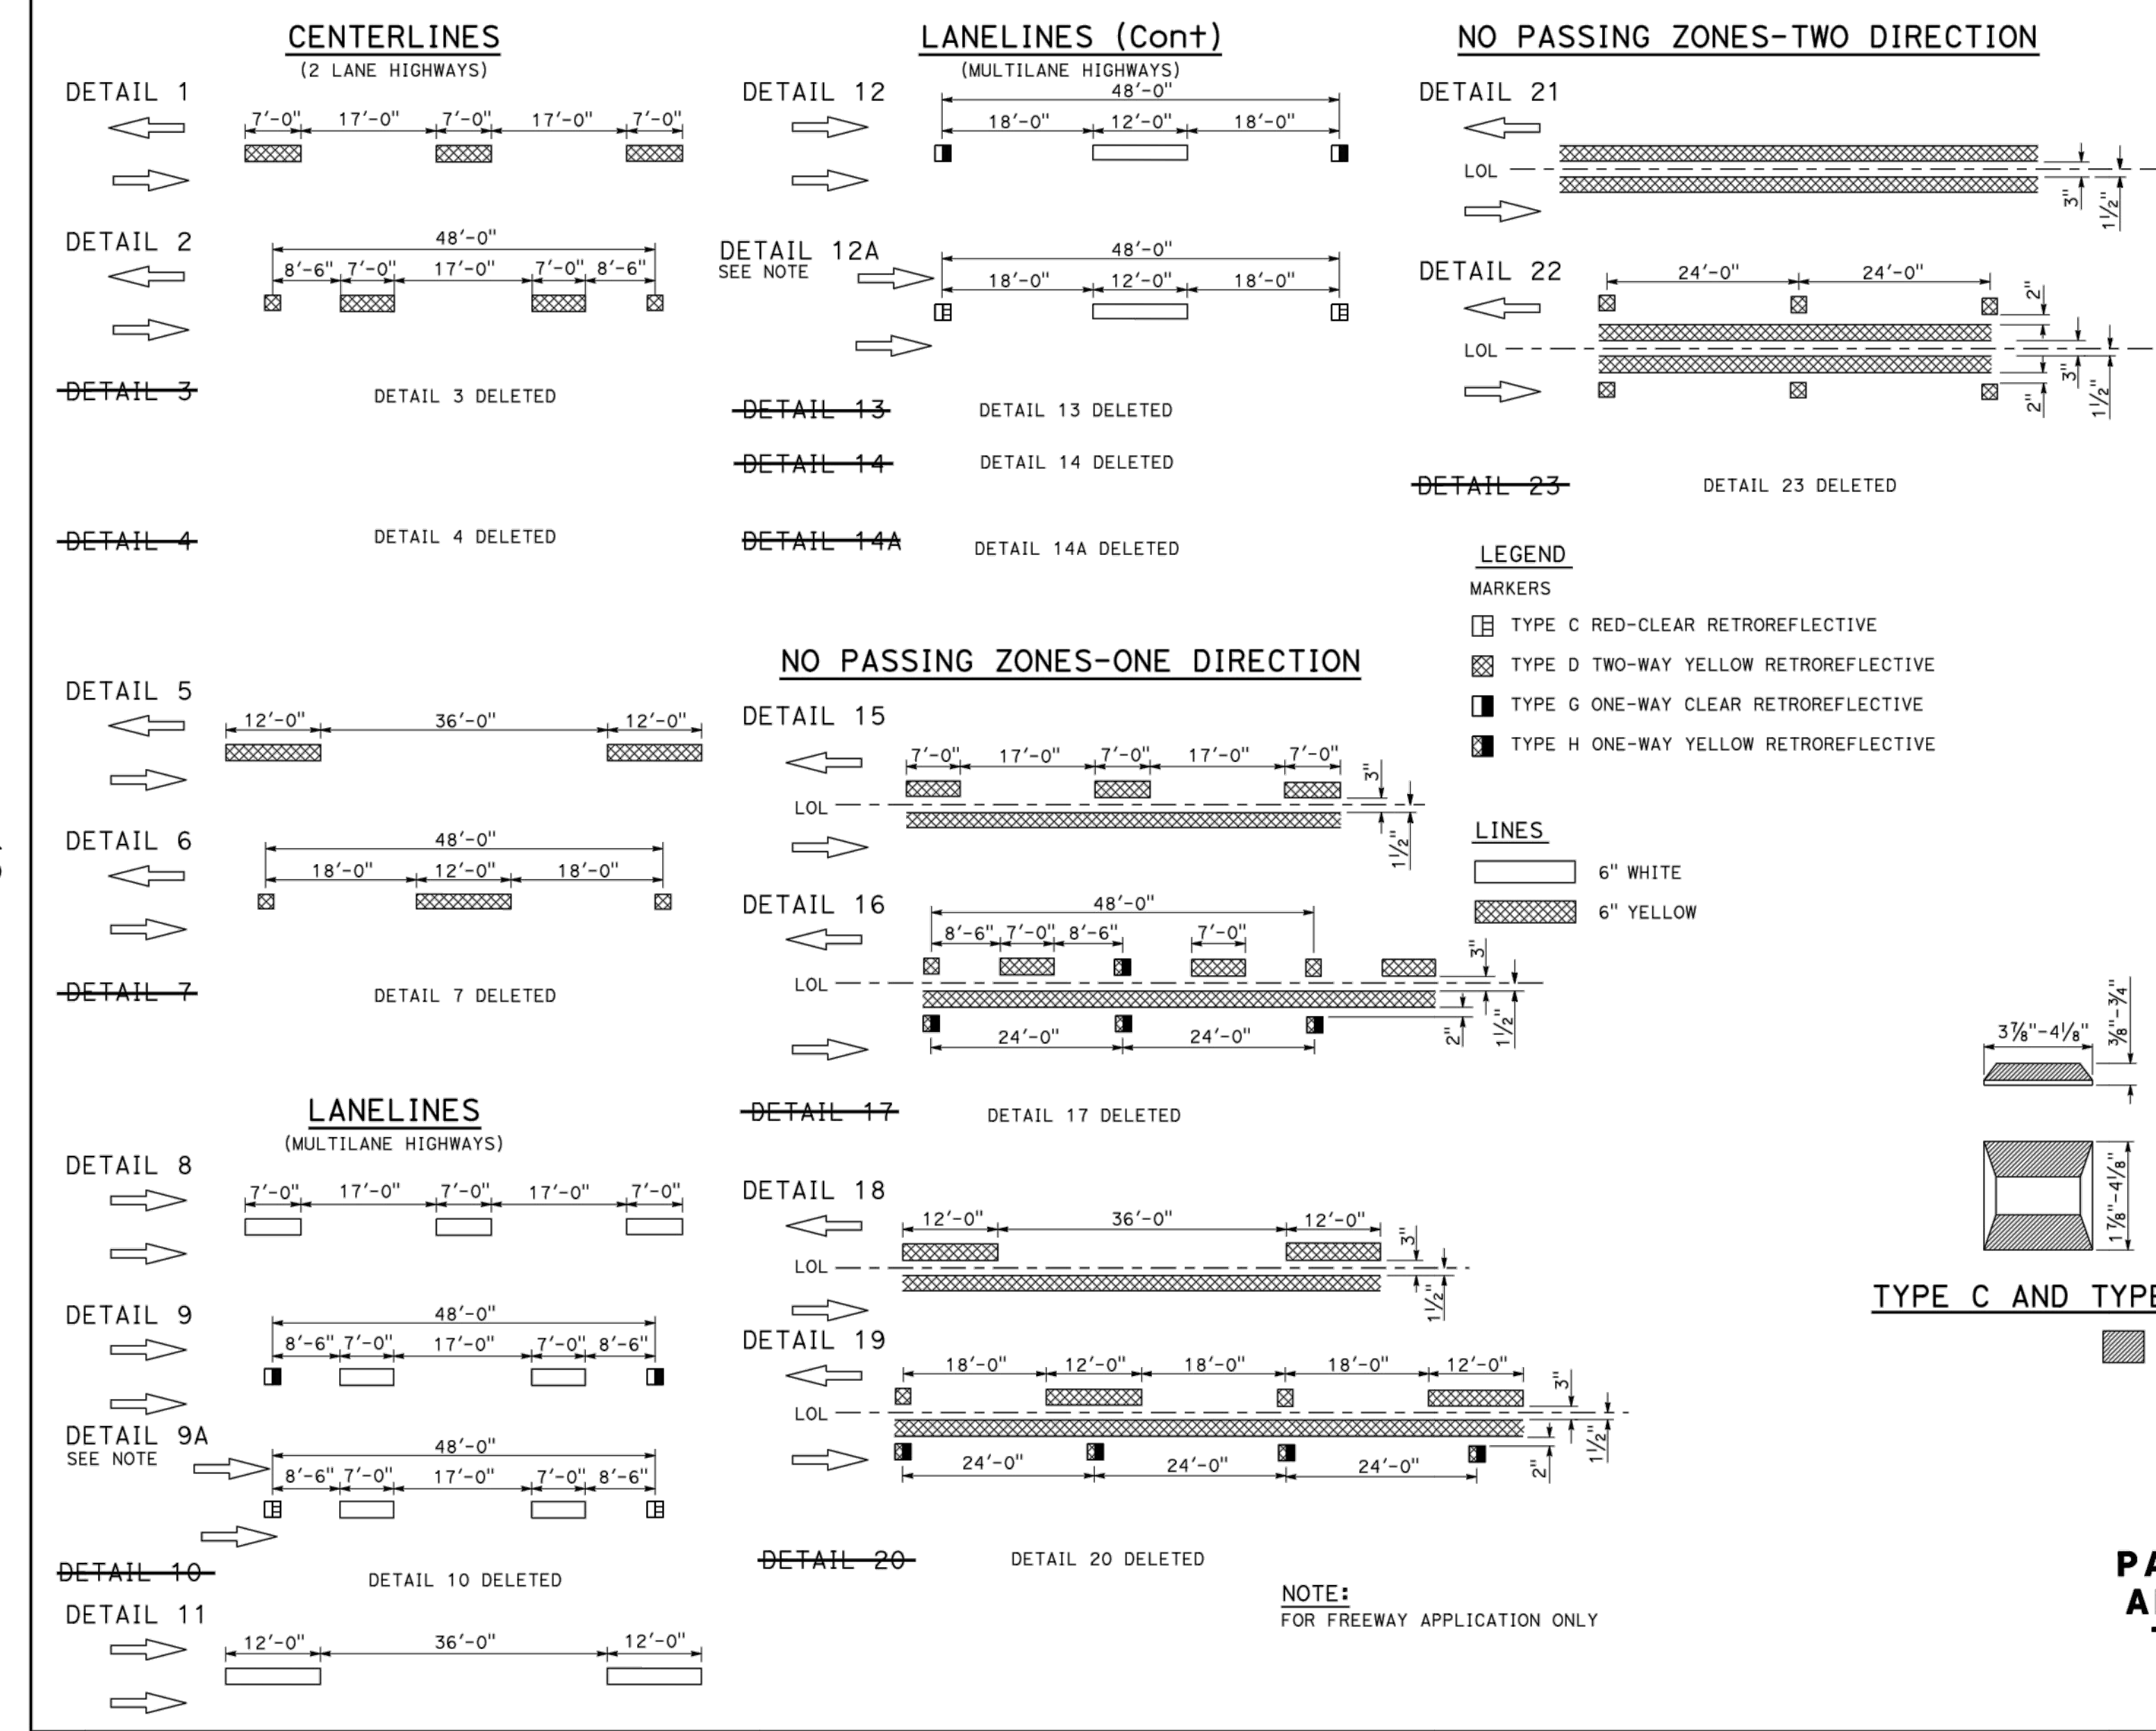 CENTERLINES
(2 LANE HIGHWAYS)
DETAIL 1
7'-0" 17'-0" 7'-0" 17'-0" 7'-0"
DETAIL 2
48'-0"
8'-6" 7'-0" 17'-0" 7'-0" 8'-6"
DETAIL 3 DETAIL 3 DELETED
DETAIL 4 DETAIL 4 DELETED
DETAIL 5
12'-0" 36'-0" 12'-0"
DETAIL 6
48'-0"
18'-0" 12'-0" 18'-0"
DETAIL 7 DETAIL 7 DELETED
LANELINES
(MULTILANE HIGHWAYS)
DETAIL 8
7'-0" 17'-0" 7'-0" 17'-0" 7'-0"
DETAIL 9
48'-0"
8'-6" 7'-0" 17'-0" 7'-0" 8'-6"
DETAIL 9A
SEE NOTE
48'-0"
8'-6" 7'-0" 17'-0" 7'-0" 8'-6"
DETAIL 10 DETAIL 10 DELETED
DETAIL 11
12'-0" 36'-0" 12'-0"
LANELINES (Cont)
(MULTILANE HIGHWAYS)
DETAIL 12
48'-0"
18'-0" 12'-0" 18'-0"
DETAIL 12A
SEE NOTE
48'-0"
18'-0" 12'-0" 18'-0"
DETAIL 13 DETAIL 13 DELETED
DETAIL 14 DETAIL 14 DELETED
DETAIL 14A DETAIL 14A DELETED
NO PASSING ZONES-ONE DIRECTION
DETAIL 15
7'-0" 17'-0" 7'-0" 17'-0" 7'-0"
3"
LOL
1½"
DETAIL 16
48'-0"
8'-6" 7'-0" 8'-6" 7'-0"
3"
LOL
24'-0" 24'-0"
2" 1½"
DETAIL 17 DETAIL 17 DELETED
DETAIL 18
12'-0" 36'-0" 12'-0"
3"
LOL
1½"
DETAIL 19
18'-0" 12'-0" 18'-0" 18'-0" 12'-0"
3"
LOL
24'-0" 24'-0" 24'-0"
2" 1½"
DETAIL 20 DETAIL 20 DELETED
NOTE:
FOR FREEWAY APPLICATION ONLY
NO PASSING ZONES-TWO DIRECTION
DETAIL 21
LOL
3" 1½"
DETAIL 22
24'-0" 24'-0"
2"
LOL
2" 3" 1½"
DETAIL 23 DETAIL 23 DELETED
LEGEND
MARKERS
TYPE C RED-CLEAR RETROREFLECTIVE
TYPE D TWO-WAY YELLOW RETROREFLECTIVE
TYPE G ONE-WAY CLEAR RETROREFLECTIVE
TYPE H ONE-WAY YELLOW RETROREFLECTIVE
LINES
6" WHITE
6" YELLOW
3⅞"-4⅛"
⅜"-¾"
1⅞"-4⅛"
TYPE C AND TYPE